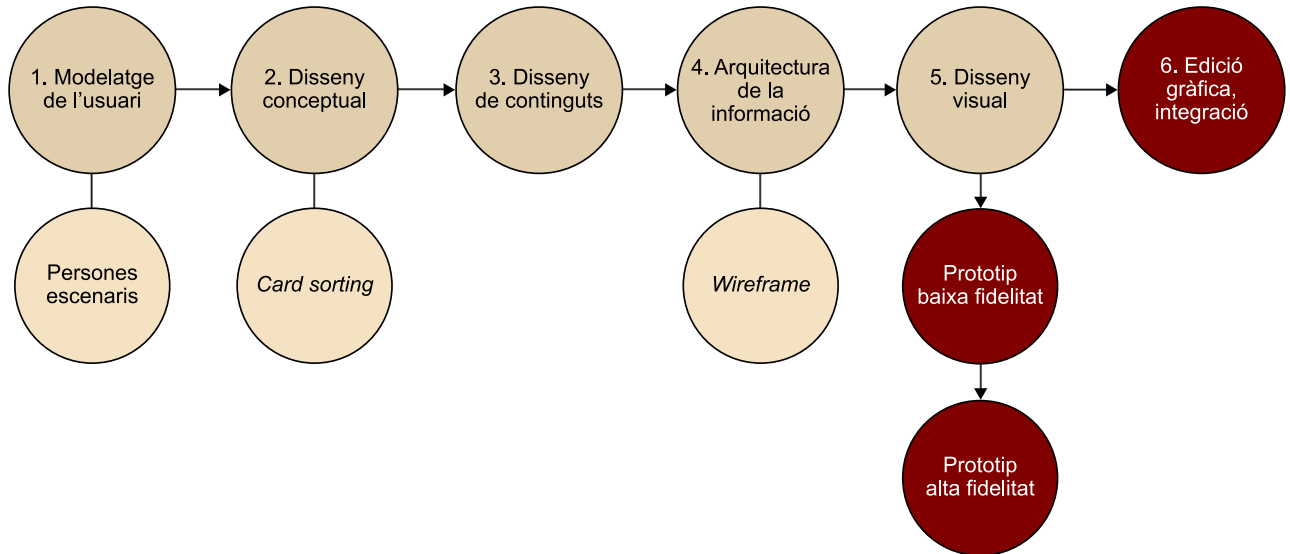 1. Modelatge
de l'usuari
2. Disseny
conceptual
3. Disseny
de continguts
4. Arquitectura
de la
informació
5. Disseny
visual
6. Edició
gràfica,
integració
Persones
escenaris
Card sorting
Wireframe
Prototip
baixa fidelitat
Prototip
alta fidelitat